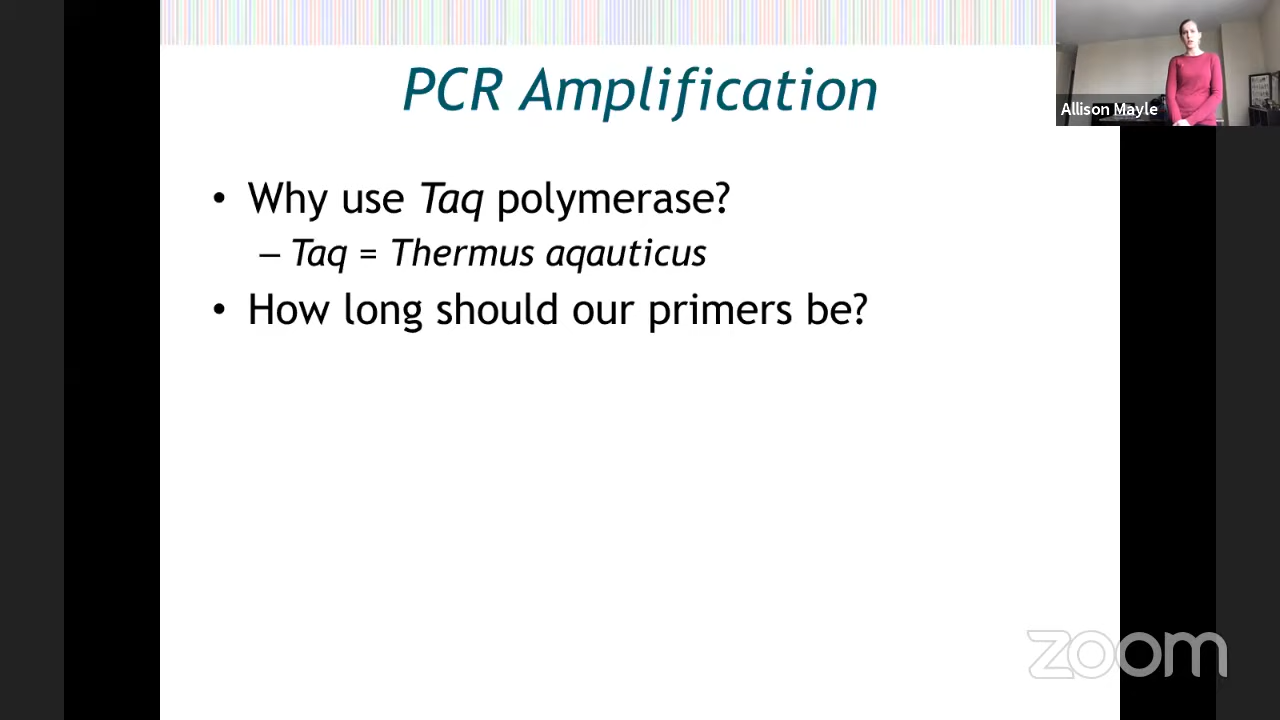 PCR Amplification
Allison Mayle
• Why use Taq polymerase?
– Taq = Thermus aqauticus
• How long should our primers be?
zoom